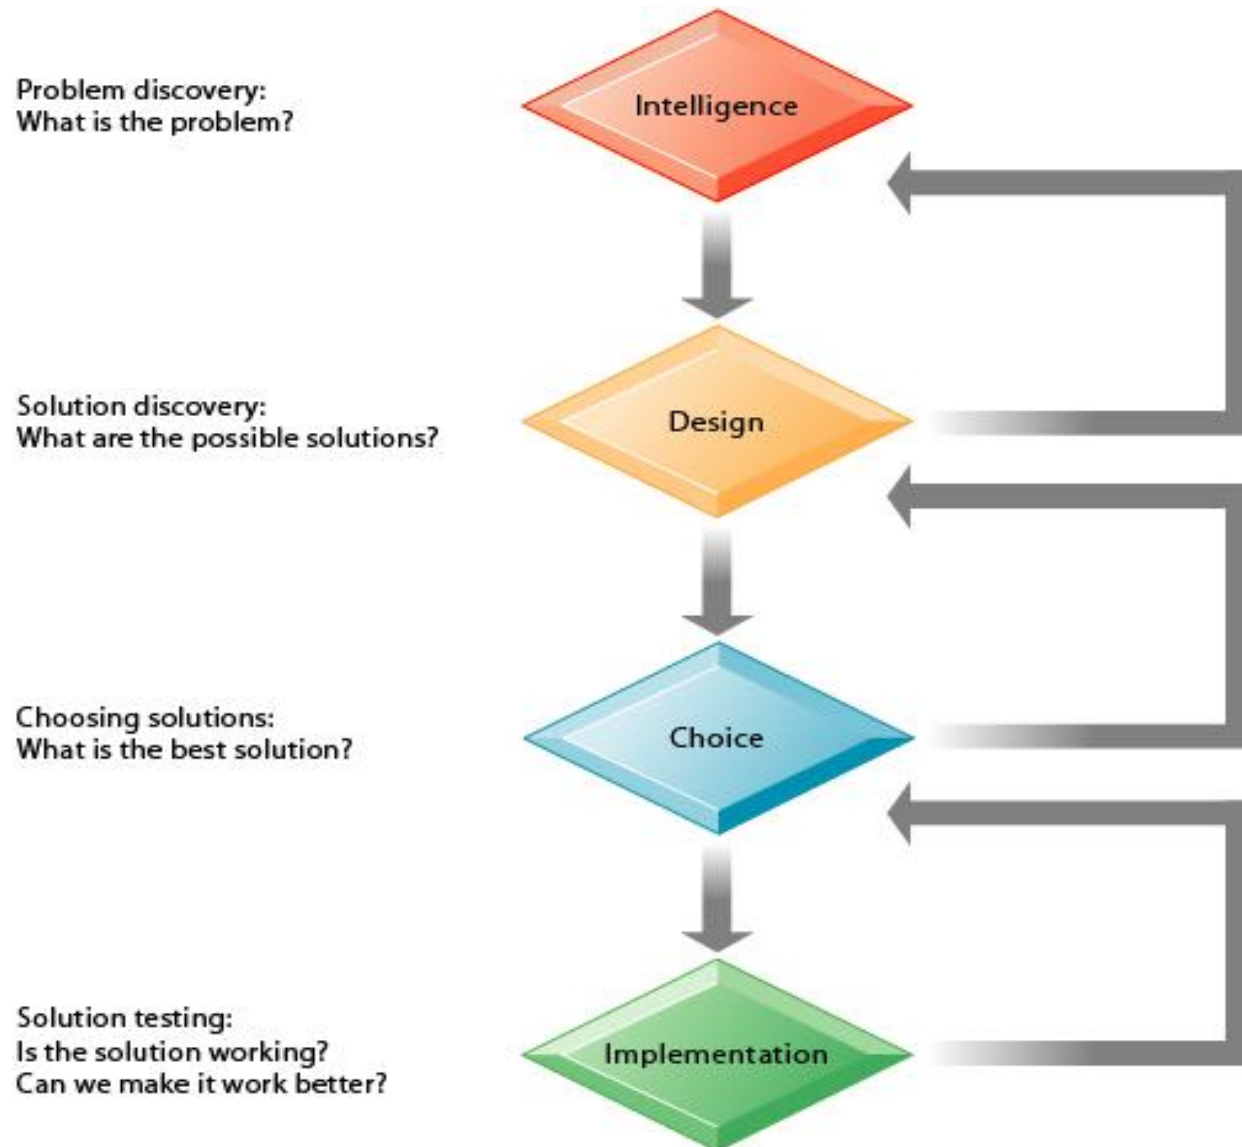 Problem discovery:
What is the problem?
Intelligence
Solution discovery:
What are the possible solutions?
Design
Choosing solutions:
What is the best solution?
Choice
Solution testing:
Is the solution working?
Can we make it work better?
Implementation